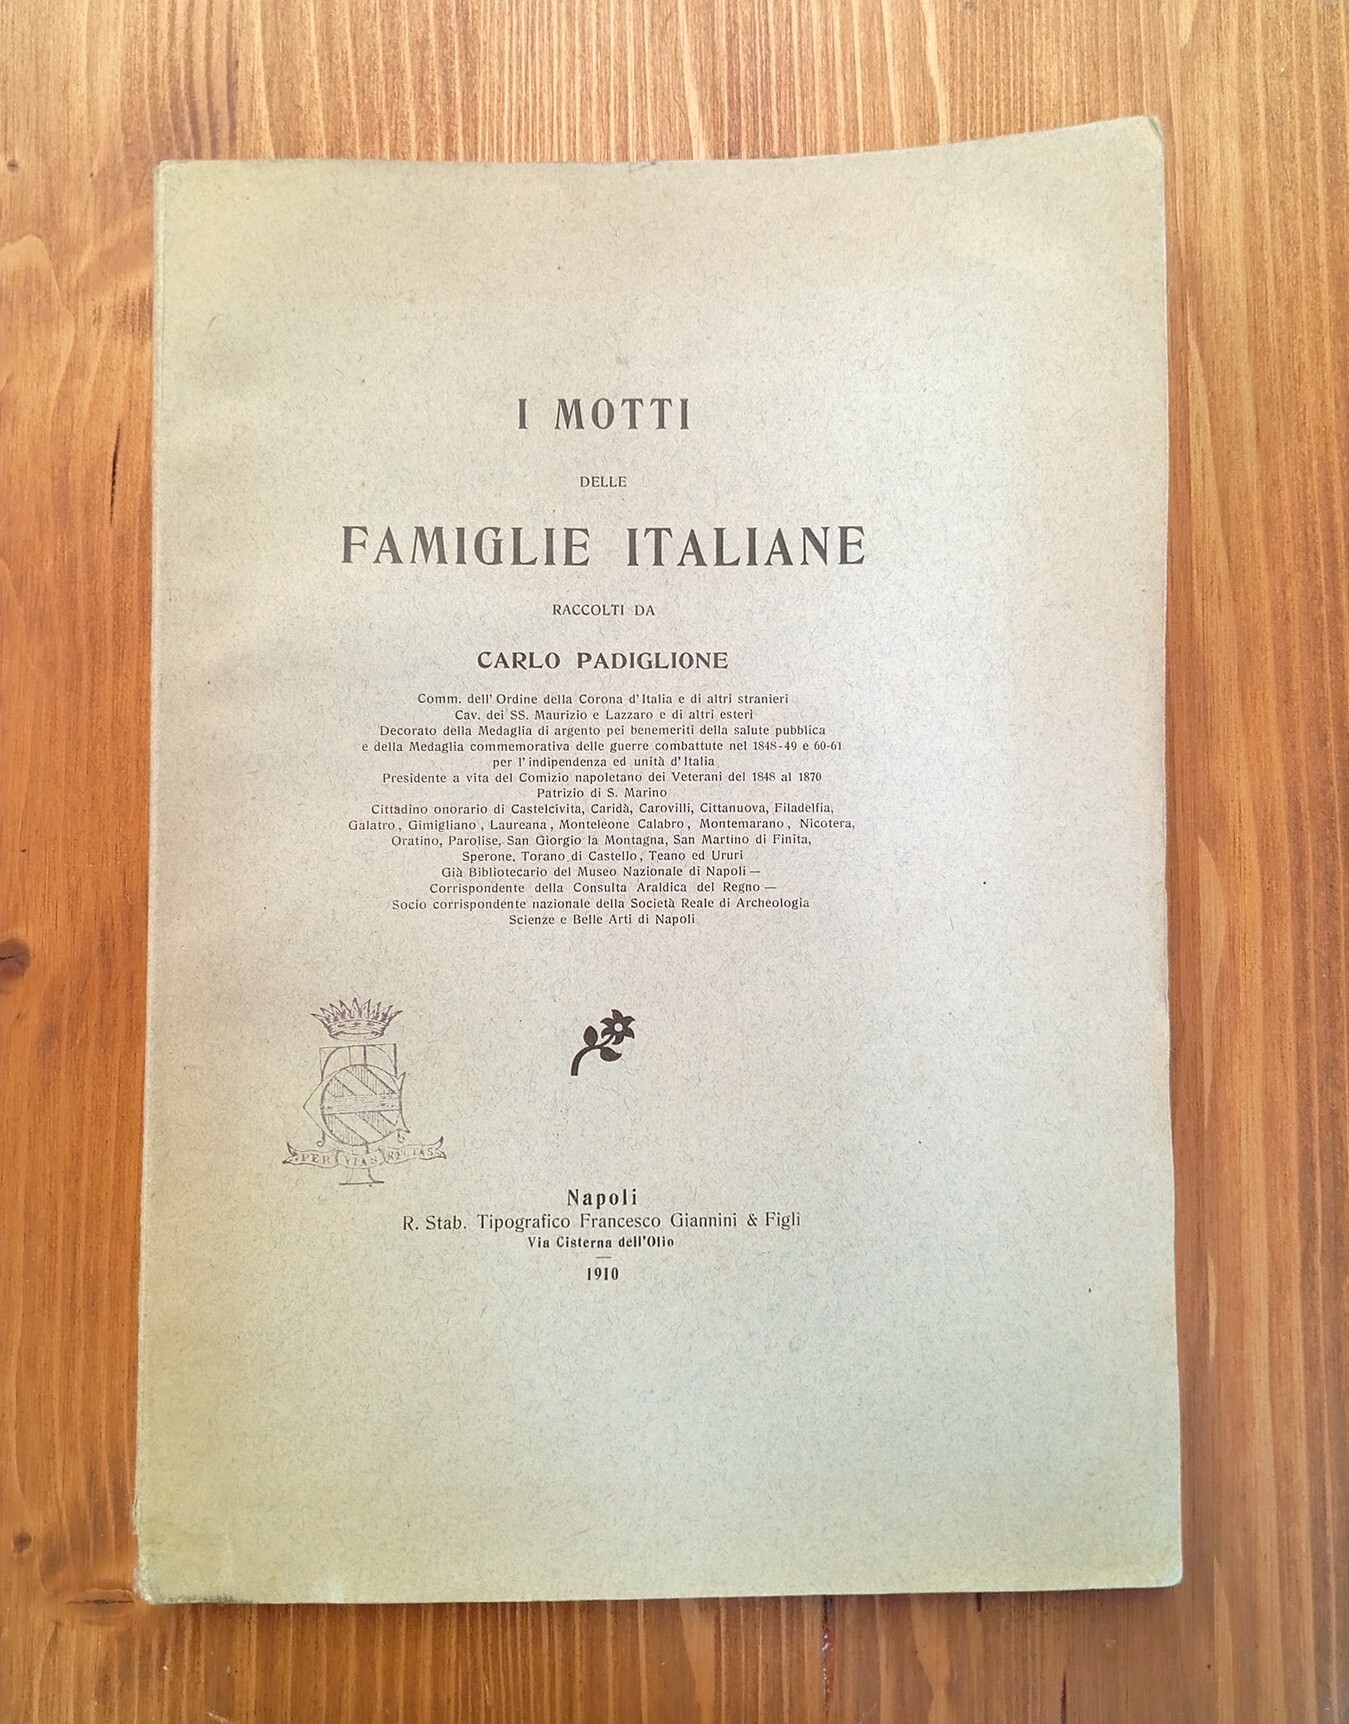 I MOTTI
DELLE
FAMIGLIE ITALIANE
RACCOLTI DA
CARLO PADIGLIONE
Comm. dell' Ordine della Corona d' Italia e di altri stranieri
Cav. dei SS. Maurizio e Lazzaro e di altri esteri
Decorato della Medaglia di argento pei benemeriti della salute pubblica
e della Medaglia commemorativa delle guerre combattute nel 1848-49 e 60-61
per l' indipendenza ed unità d' Italia
Presidente a vita del Comizio napoletano dei Veterani del 1848 al 1870
Patrizio di S. Marino
Cittadino onorario di Castelcivita, Caridà, Carovilli, Cittanuova, Filadelfia,
Galatro, Gimigliano, Laureana, Monteleone Calabro, Montemarano, Nicotera,
Oratino, Parolise, San Giorgio la Montagna, San Martino di Finita,
Sperone, Torano di Castello, Teano ed Ururi
Già Bibliotecario del Museo Nazionale di Napoli —
Corrispondente della Consulta Araldica del Regno —
Socio corrispondente nazionale della Società Reale di Archeologia
Scienze e Belle Arti di Napoli
PER VIAS RECTAS
Napoli
R. Stab. Tipografico Francesco Giannini & Figli
Via Cisterna dell'Olio
1910